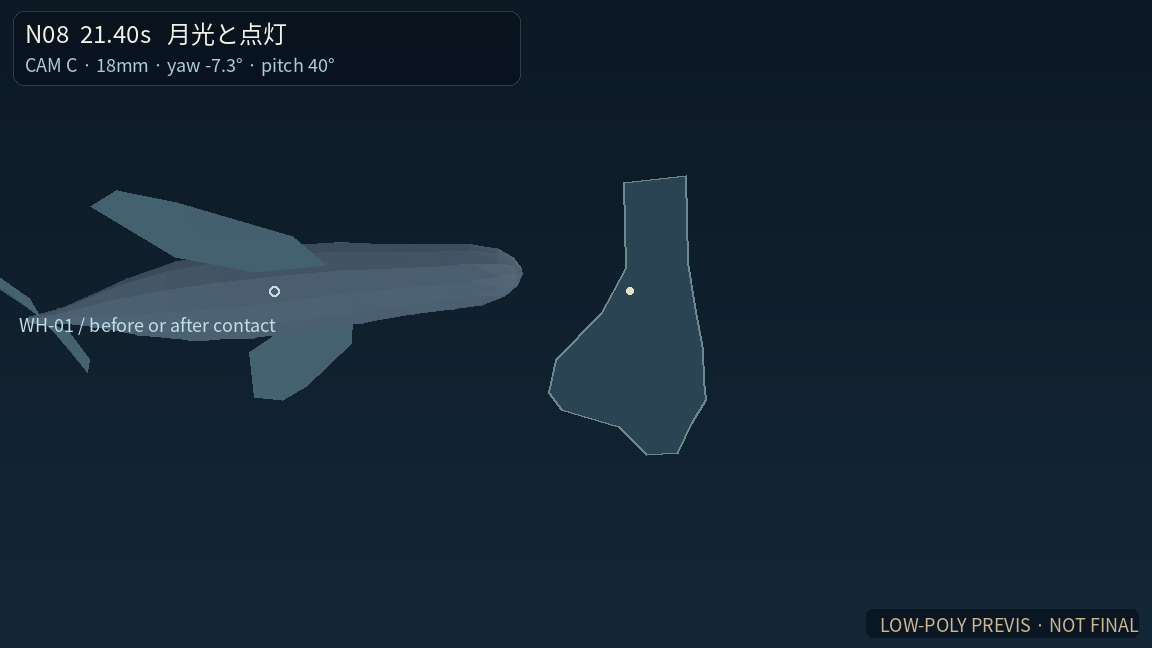 N08 21.40s 月光と点灯
CAM C · 18mm · yaw -7.3° · pitch 40°
WH-01 / before or after contact
LOW-POLY PREVIS · NOT FINAL